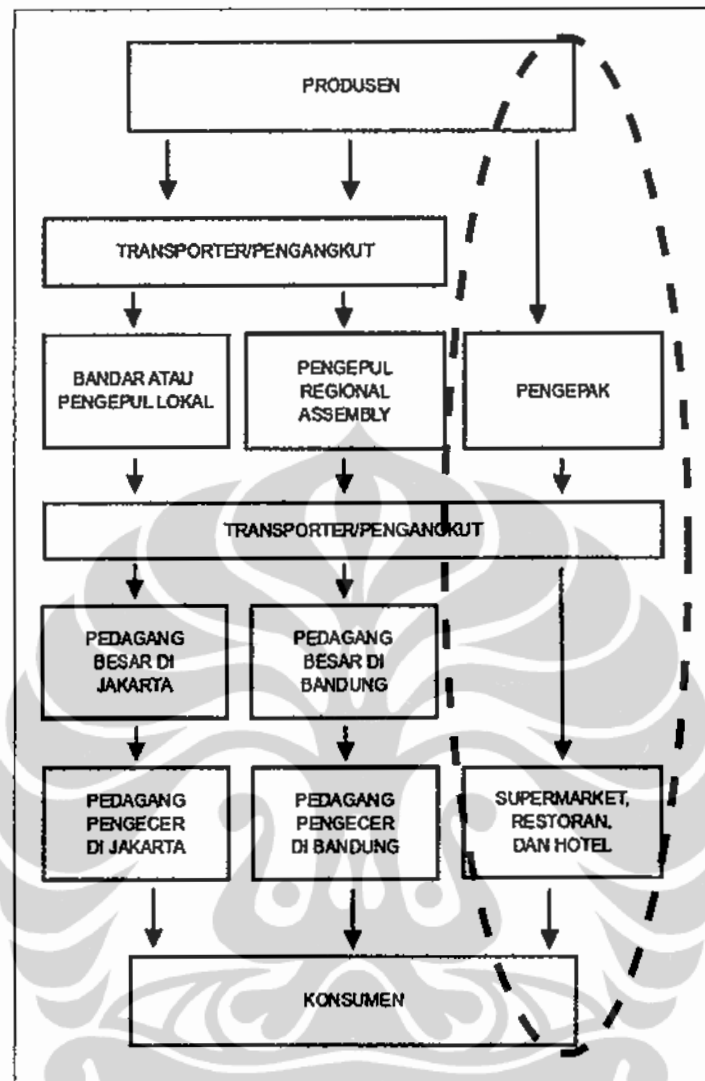 PRODUSEN
TRANSPORTER/PENGANGKUT
BANDAR ATAU
PENGEPUL LOKAL
PENGEPUL
REGIONAL
ASSEMBLY
PENGEPAK
TRANSPORTER/PENGANGKUT
PEDAGANG
BESAR DI
JAKARTA
PEDAGANG
BESAR DI
BANDUNG
PEDAGANG
PENGECER
DI JAKARTA
PEDAGANG
PENGECER
DI BANDUNG
SUPERMARKET,
RESTORAN,
DAN HOTEL
KONSUMEN